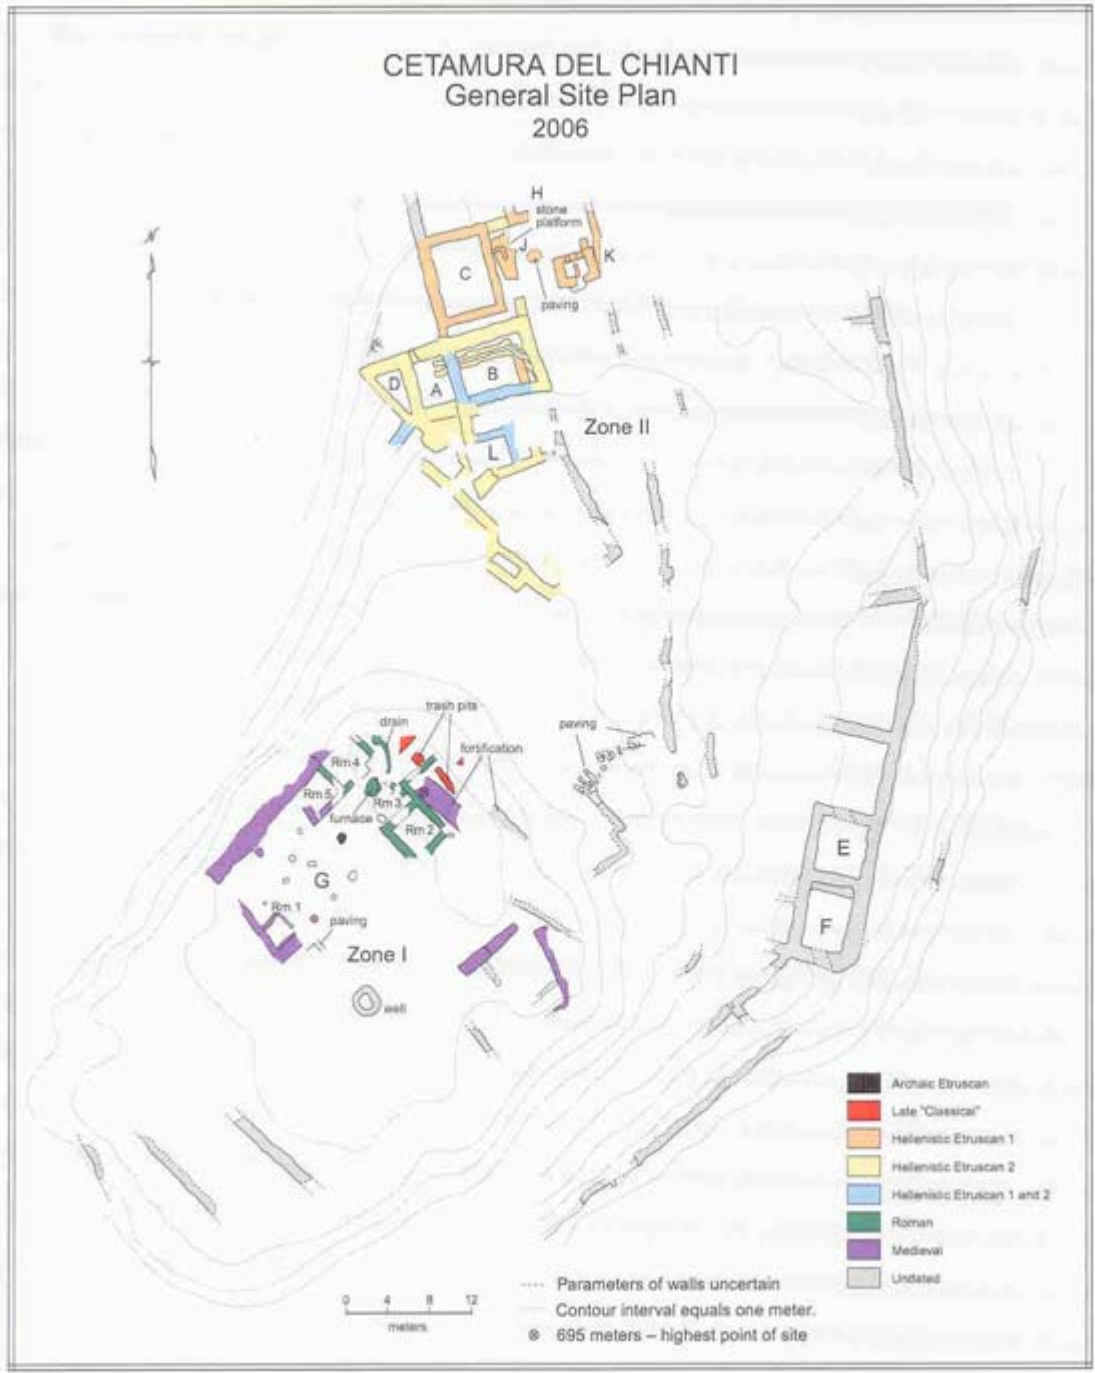 CETAMURA DEL CHIANTI
General Site Plan
2006
N
H
stone
platform
J
K
C
paving
D
A
B
Zone II
L
trash pits
drain
paving
fortification
Rm 4
Rm 5
Rm 3
furnace
Rm 2
E
G
Rm 1
paving
F
Zone I
well
Archaic Etruscan
Late "Classical"
Hellenistic Etruscan 1
Hellenistic Etruscan 2
Hellenistic Etruscan 1 and 2
Roman
Medieval
Undated
Parameters of walls uncertain
0 4 8 12
Contour interval equals one meter.
meters
695 meters – highest point of site